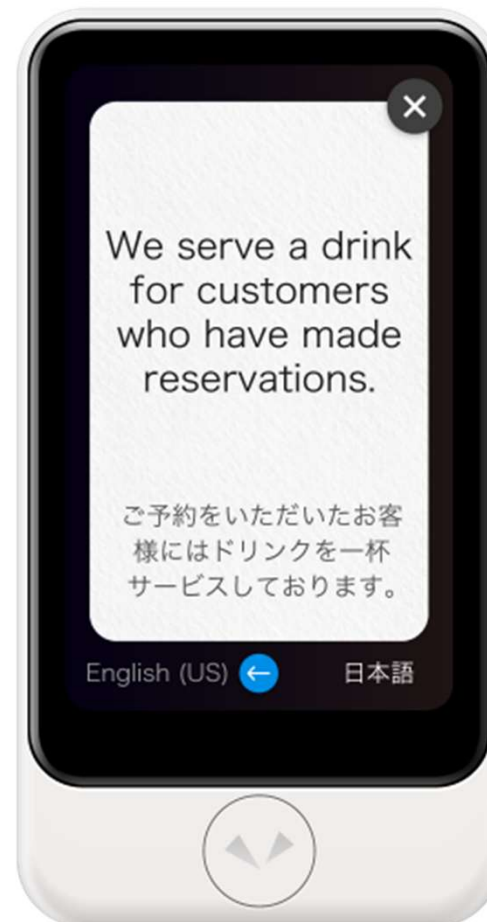 We serve a drink
for customers
who have made
reservations.
ご予約をいただいたお客
様にはドリンクを一杯
サービスしております。
English (US) ← 日本語